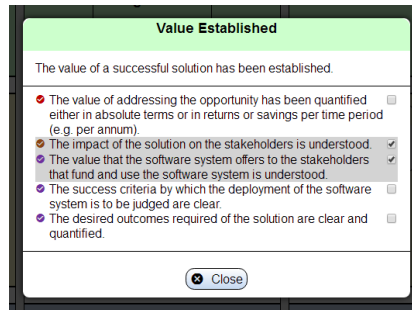 Value Established
The value of a successful solution has been established.
The value of addressing the opportunity has been quantified
either in absolute terms or in returns or savings per time period
(e.g. per annum).
The impact of the solution on the stakeholders is understood.
The value that the software system offers to the stakeholders
that fund and use the software system is understood.
The success criteria by which the deployment of the software
system is to be judged are clear.
The desired outcomes required of the solution are clear and
quantified.
Close